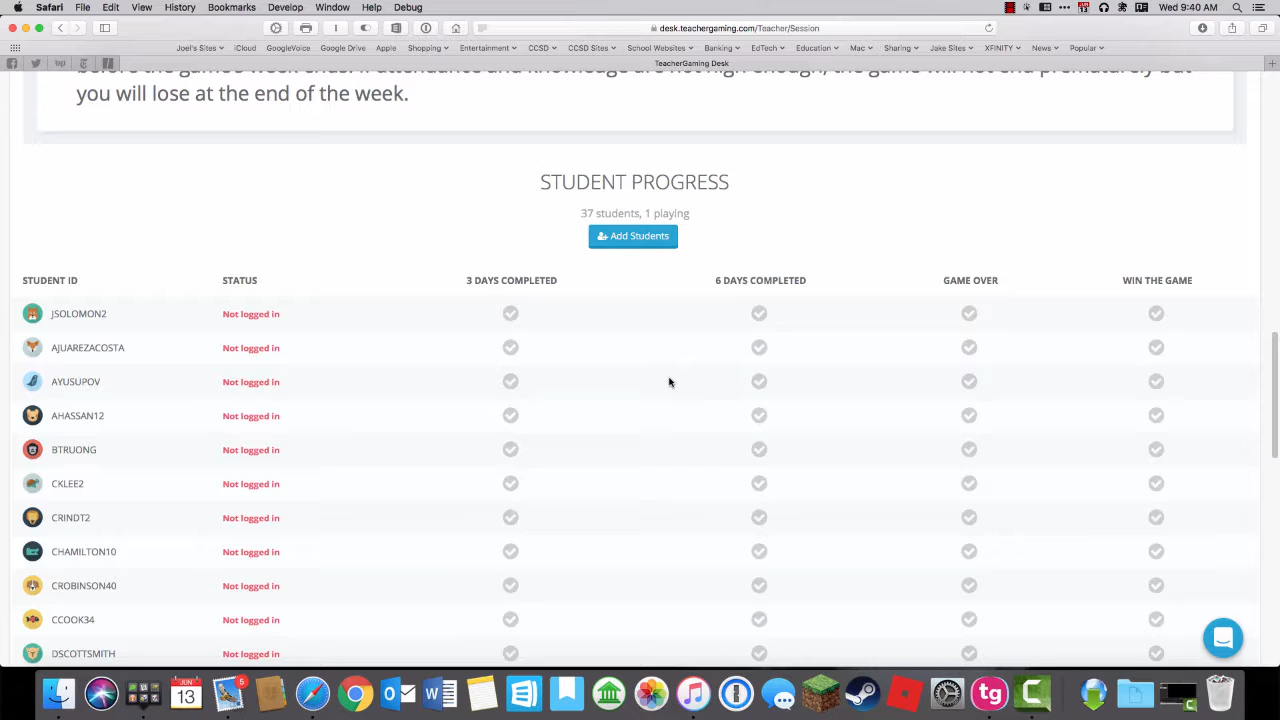 Safari File Edit View History Bookmarks Develop Window Help Debug Wed 9:40 AM
desk.teachergaming.com/Teacher/Session
Joel's Sites iCloud GoogleVoice Google Drive Apple Shopping Entertainment CCSD CCSD Sites School Websites Banking EdTech Education Mac Sharing Jake Sites XFINITY News Popular
TeacherGaming Desk
you will lose at the end of the week.
STUDENT PROGRESS
37 students, 1 playing
Add Students
STUDENT ID STATUS 3 DAYS COMPLETED 6 DAYS COMPLETED GAME OVER WIN THE GAME
JSOLOMON2 Not logged in
AJUAREZACOSTA Not logged in
AYUSUPOV Not logged in
AHASSAN12 Not logged in
BTRUONG Not logged in
CKLEE2 Not logged in
CRINDT2 Not logged in
CHAMILTON10 Not logged in
CROBINSON40 Not logged in
CCOOK34 Not logged in
DSCOTTSMITH Not logged in
JUN
13
5
tg